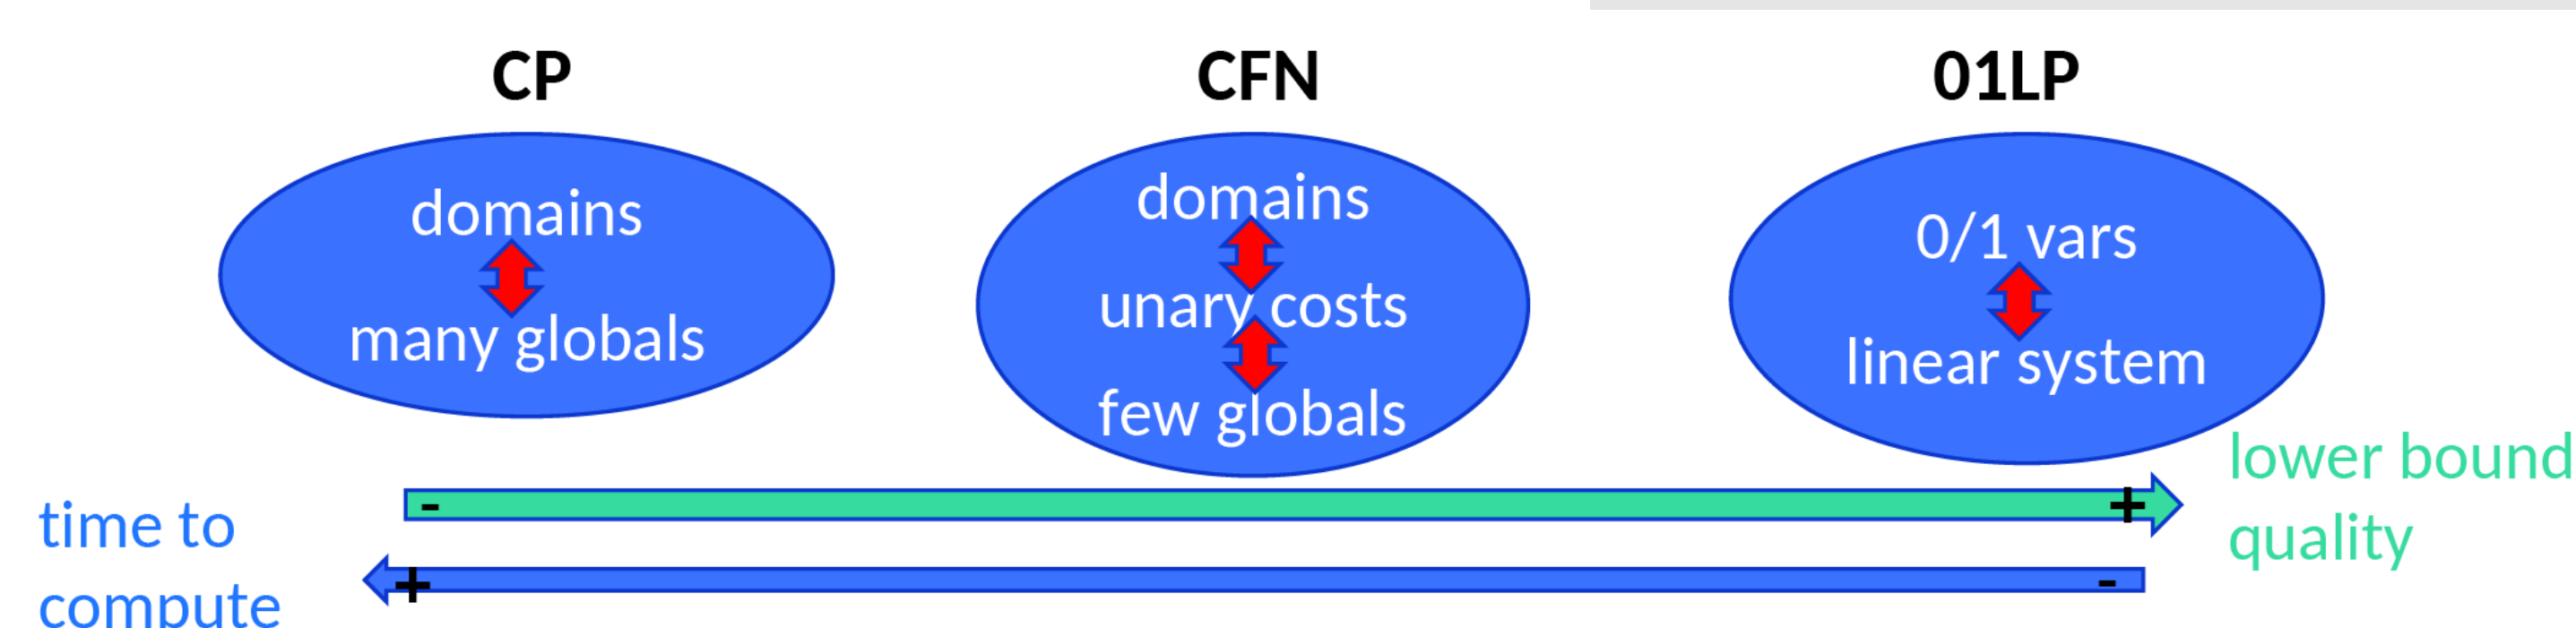 CP
CFN
01LP
domains
many globals
domains
unary costs
few globals
0/1 vars
linear system
- +
lower bound
quality
time to
compute
+ -